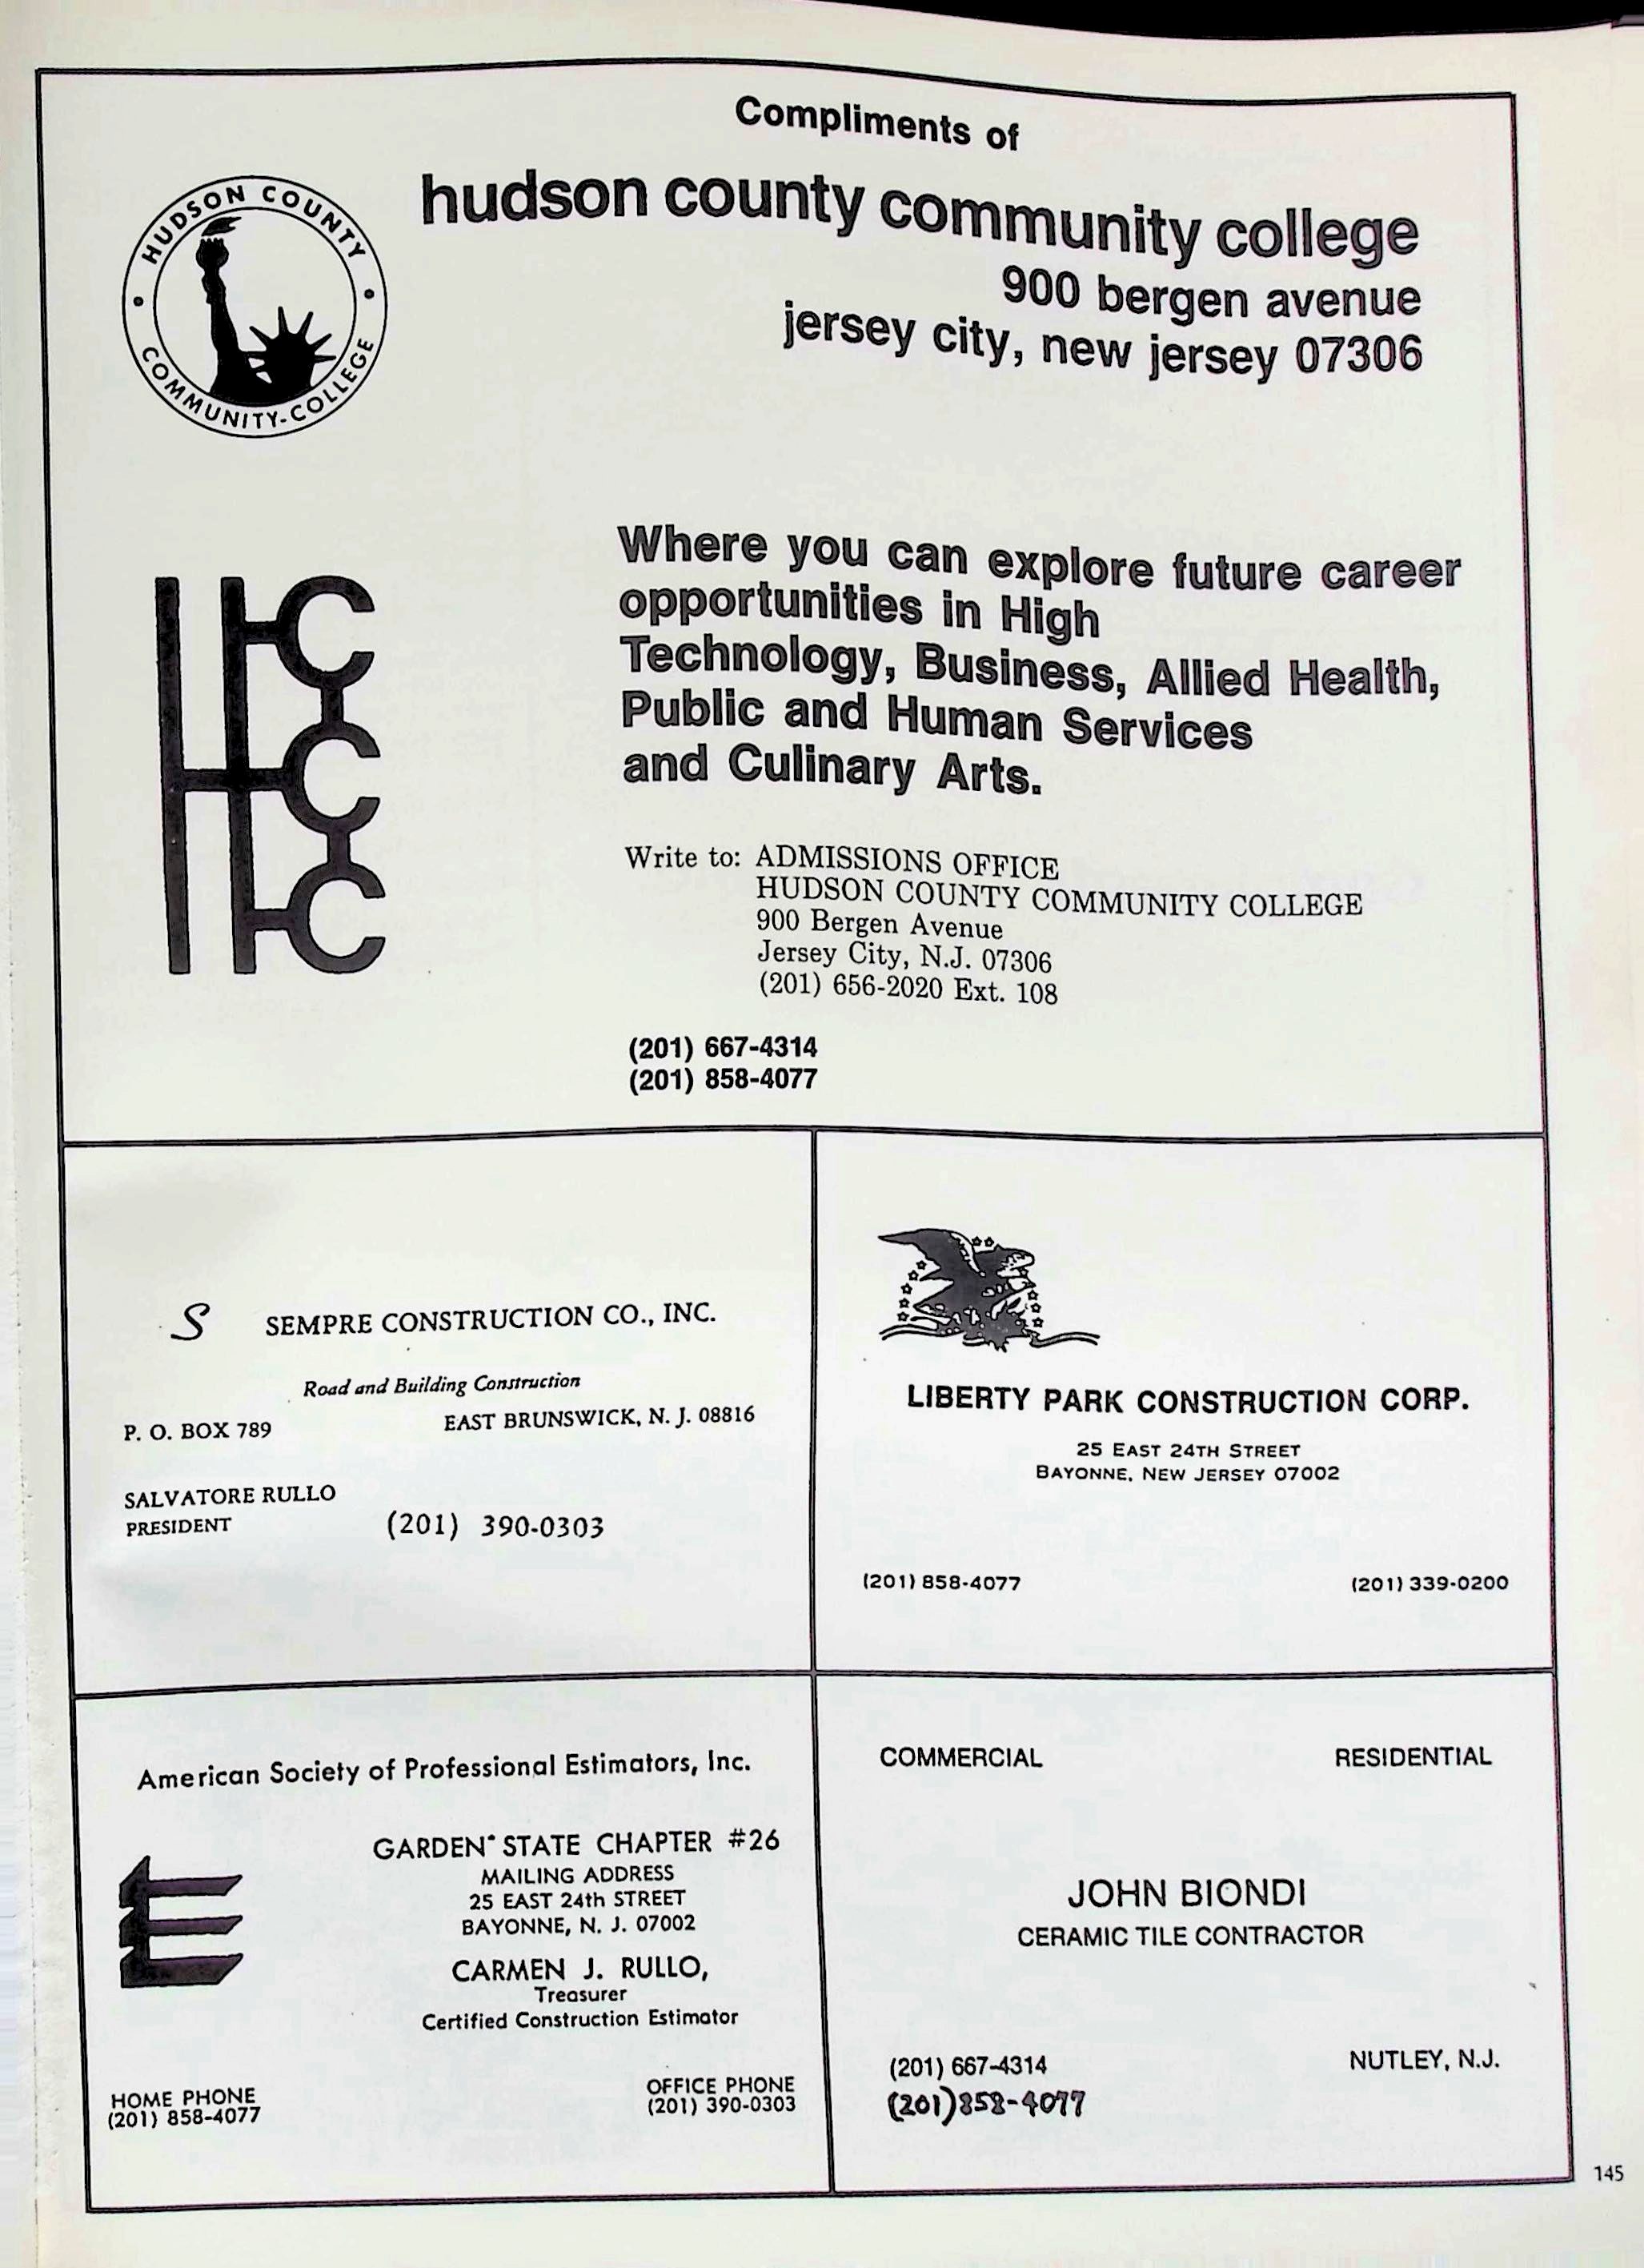 Compliments of
hudson county community college
900 bergen avenue
jersey city, new jersey 07306
HUDSON COUNTY
COMMUNITY-COLLEGE
HCCC
Where you can explore future career
opportunities in High
Technology, Business, Allied Health,
Public and Human Services
and Culinary Arts.
Write to: ADMISSIONS OFFICE
HUDSON COUNTY COMMUNITY COLLEGE
900 Bergen Avenue
Jersey City, N.J. 07306
(201) 656-2020 Ext. 108
(201) 667-4314
(201) 858-4077
S SEMPRE CONSTRUCTION CO., INC.
Road and Building Construction
P. O. BOX 789 EAST BRUNSWICK, N. J. 08816
SALVATORE RULLO
PRESIDENT (201) 390-0303
LIBERTY PARK CONSTRUCTION CORP.
25 EAST 24TH STREET
BAYONNE, NEW JERSEY 07002
(201) 858-4077 (201) 339-0200
American Society of Professional Estimators, Inc.
GARDEN STATE CHAPTER #26
MAILING ADDRESS
25 EAST 24th STREET
BAYONNE, N. J. 07002
CARMEN J. RULLO,
Treasurer
Certified Construction Estimator
HOME PHONE
(201) 858-4077
OFFICE PHONE
(201) 390-0303
COMMERCIAL RESIDENTIAL
JOHN BIONDI
CERAMIC TILE CONTRACTOR
(201) 667-4314 NUTLEY, N.J.
(201) 858-4077
145